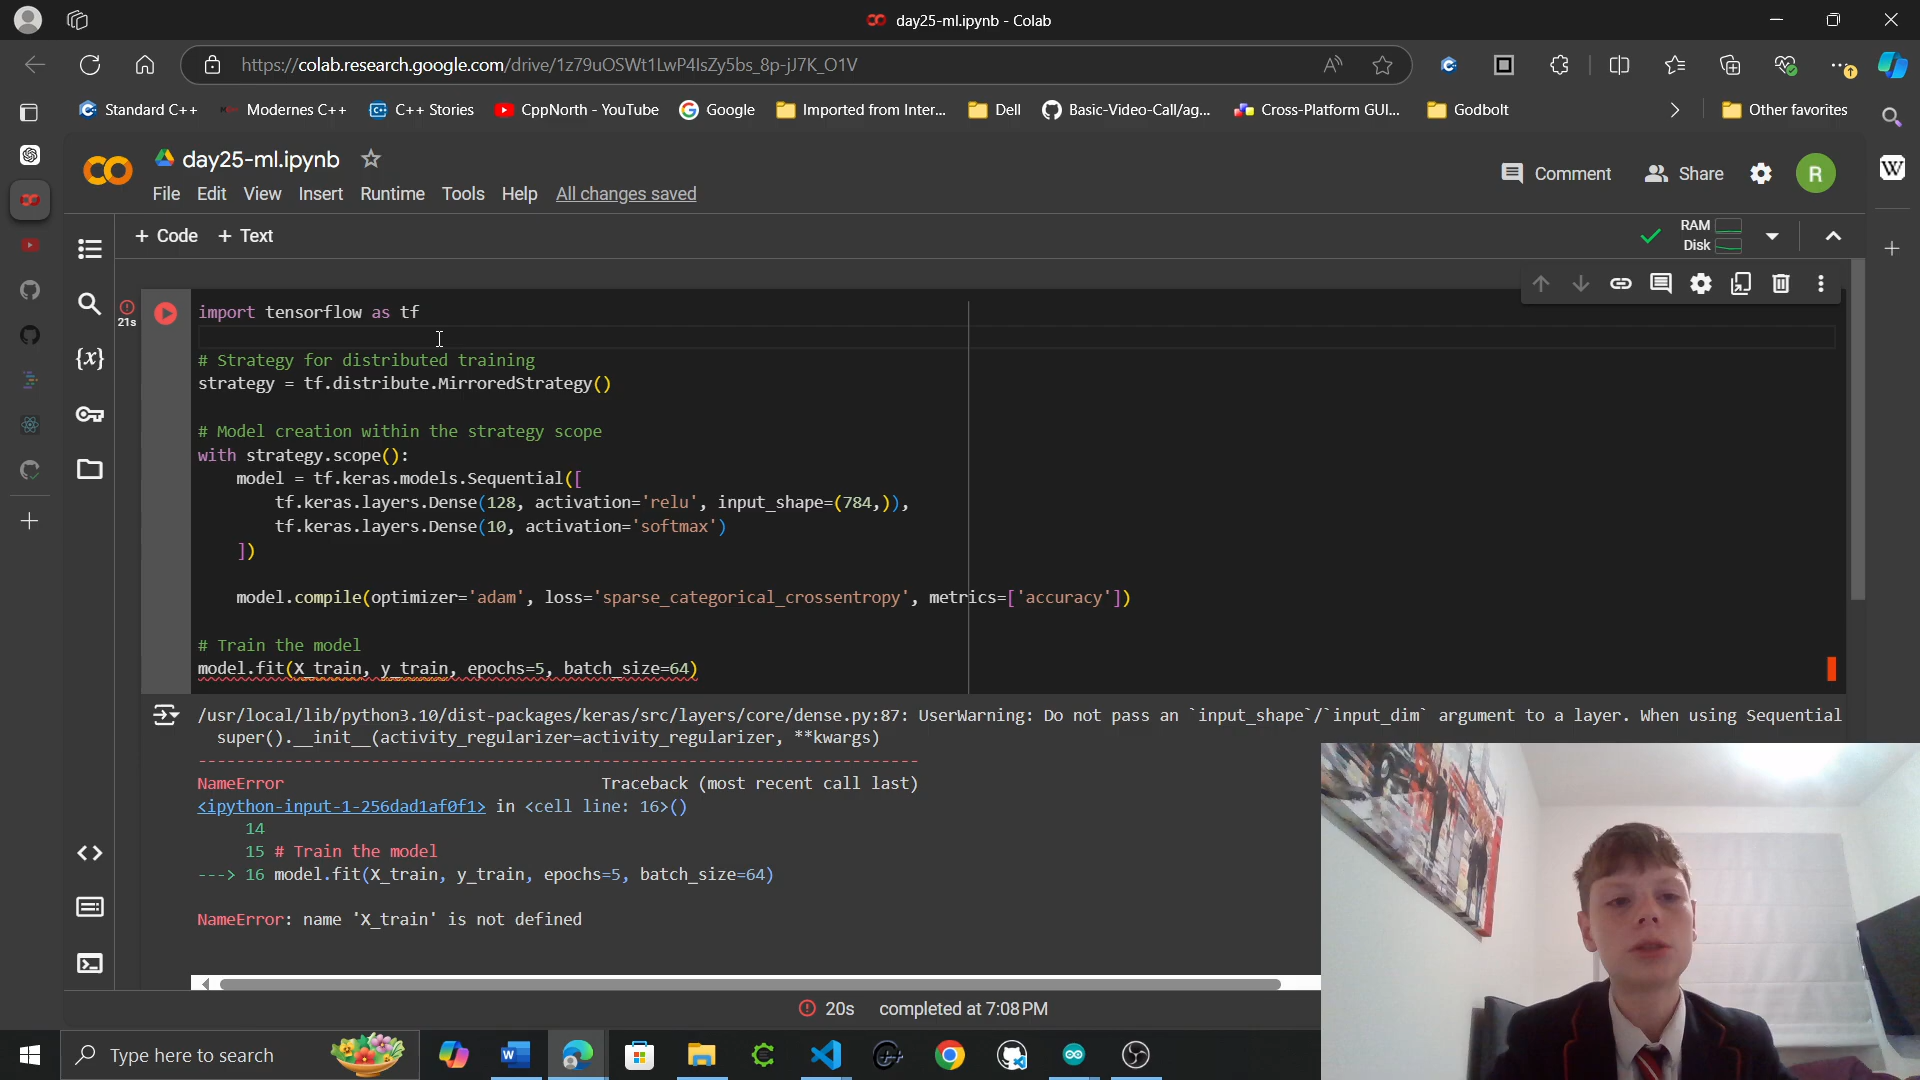 day25-ml.ipynb - Colab
https://colab.research.google.com/drive/1z79uOSWt1LwP4IsZy5bs_8p-jJ7K_O1V
Standard C++ Modernes C++ C++ Stories CppNorth - YouTube Google Imported from Inter... Dell Basic-Video-Call/ag... Cross-Platform GUI... Godbolt Other favorites
day25-ml.ipynb
File Edit View Insert Runtime Tools Help All changes saved
Comment Share R
+ Code + Text
RAM
Disk
21s
import tensorflow as tf
# Strategy for distributed training
strategy = tf.distribute.MirroredStrategy()
# Model creation within the strategy scope
with strategy.scope():
model = tf.keras.models.Sequential([
tf.keras.layers.Dense(128, activation='relu', input_shape=(784,)),
tf.keras.layers.Dense(10, activation='softmax')
])
model.compile(optimizer='adam', loss='sparse_categorical_crossentropy', metrics=['accuracy'])
# Train the model
model.fit(X_train, y_train, epochs=5, batch_size=64)
/usr/local/lib/python3.10/dist-packages/keras/src/layers/core/dense.py:87: UserWarning: Do not pass an `input_shape`/`input_dim` argument to a layer. When using Sequential
super().__init__(activity_regularizer=activity_regularizer, **kwargs)
---------------------------------------------------------------------------
NameError Traceback (most recent call last)
<ipython-input-1-256dad1af0f1> in <cell line: 16>()
14
15 # Train the model
---> 16 model.fit(X_train, y_train, epochs=5, batch_size=64)
NameError: name 'X_train' is not defined
20s completed at 7:08 PM
Type here to search